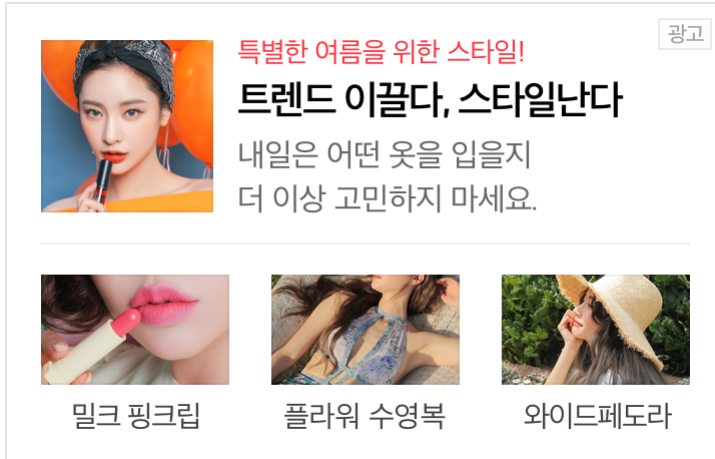 광고
특별한 여름을 위한 스타일!
트렌드 이끌다, 스타일난다
내일은 어떤 옷을 입을지
더 이상 고민하지 마세요.
밀크 핑크립
플라워 수영복
와이드페도라